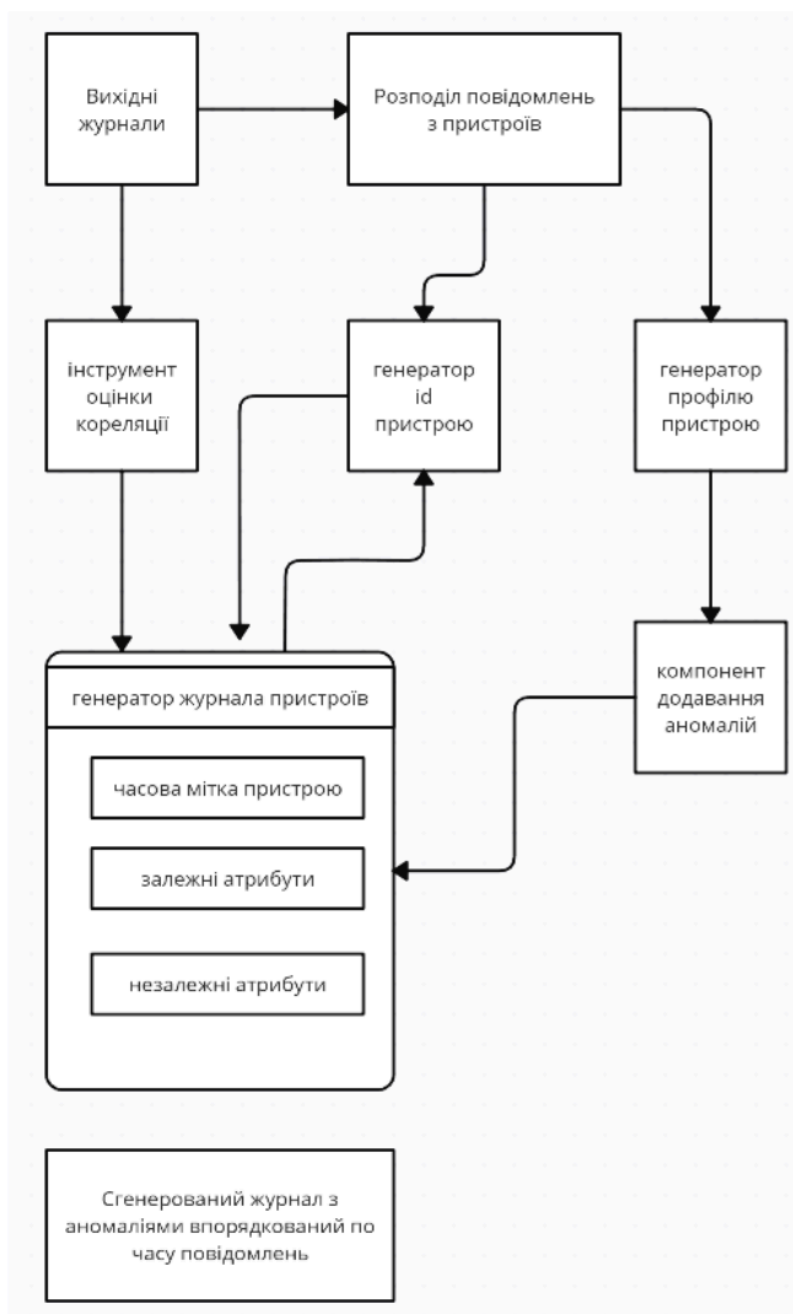 Вихідні
журнали
Розподіл повідомлень
з пристроїв
інструмент
оцінки
кореляції
генератор
id
пристрою
генератор
профілю
пристрою
компонент
додавання
аномалій
генератор журнала пристроїв
часова мітка пристрою
залежні атрибути
незалежні атрибути
Сгенерований журнал з
аномаліями впорядкований по
часу повідомлень